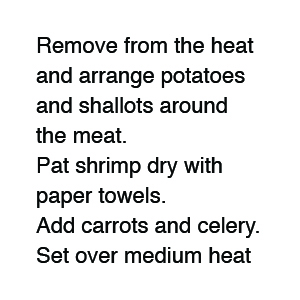 Remove from the heat
and arrange potatoes
and shallots around
the meat.
Pat shrimp dry with
paper towels.
Add carrots and celery.
Set over medium heat